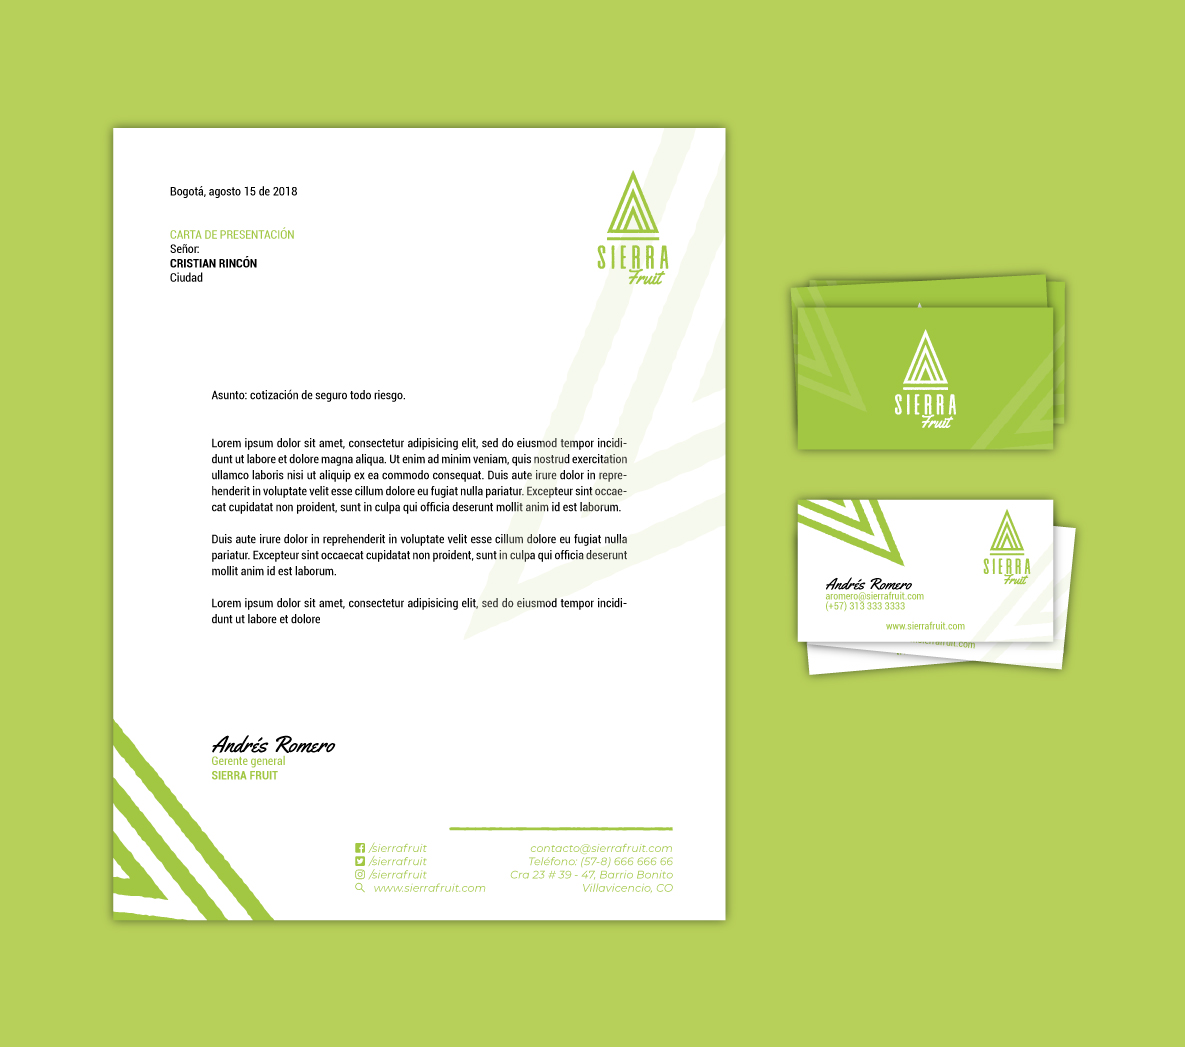 Bogotá, agosto 15 de 2018
CARTA DE PRESENTACIÓN
Señor:
CRISTIAN RINCÓN
Ciudad
SIERRA
Fruit
Asunto: cotización de seguro todo riesgo.
Lorem ipsum dolor sit amet, consectetur adipisicing elit, sed do eiusmod tempor incidi-
dunt ut labore et dolore magna aliqua. Ut enim ad minim veniam, quis nostrud exercitation
ullamco laboris nisi ut aliquip ex ea commodo consequat. Duis aute irure dolor in repre-
henderit in voluptate velit esse cillum dolore eu fugiat nulla pariatur. Excepteur sint occae-
cat cupidatat non proident, sunt in culpa qui officia deserunt mollit anim id est laborum.
Duis aute irure dolor in reprehenderit in voluptate velit esse cillum dolore eu fugiat nulla
pariatur. Excepteur sint occaecat cupidatat non proident, sunt in culpa qui officia deserunt
mollit anim id est laborum.
Lorem ipsum dolor sit amet, consectetur adipisicing elit, sed do eiusmod tempor incidi-
dunt ut labore et dolore
Andrés Romero
Gerente general
SIERRA FRUIT
/sierrafruit
/sierrafruit
/sierrafruit
www.sierrafruit.com
contacto@sierrafruit.com
Teléfono: (57-8) 666 666 66
Cra 23 # 39 - 47, Barrio Bonito
Villavicencio, CO
SIERRA
Fruit
SIERRA
Fruit
Andrés Romero
aromero@sierrafruit.com
(+57) 313 333 3333
www.sierrafruit.com